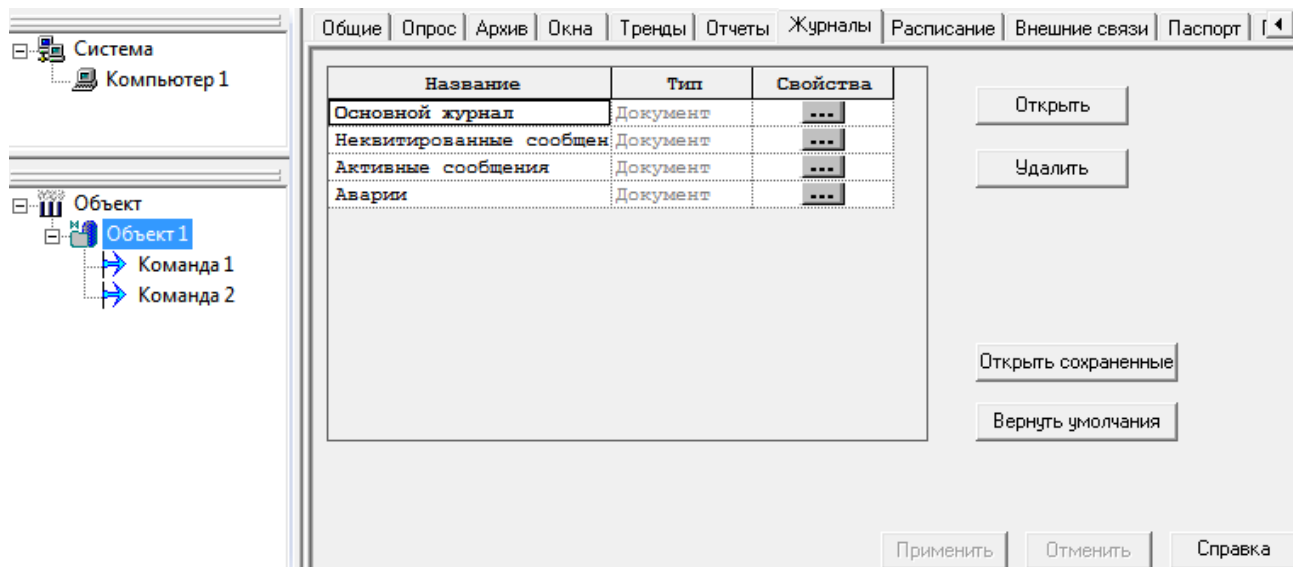 Система
Компьютер 1
Объект
Объект 1
Команда 1
Команда 2
Общие Опрос Архив Окна Тренды Отчеты Журналы Расписание Внешние связи Паспорт
Название Тип Свойства
Основной журнал Документ ...
Неквитированные сообщен Документ ...
Активные сообщения Документ ...
Аварии Документ ...
Открыть
Удалить
Открыть сохраненные
Вернуть умолчания
Применить Отменить Справка